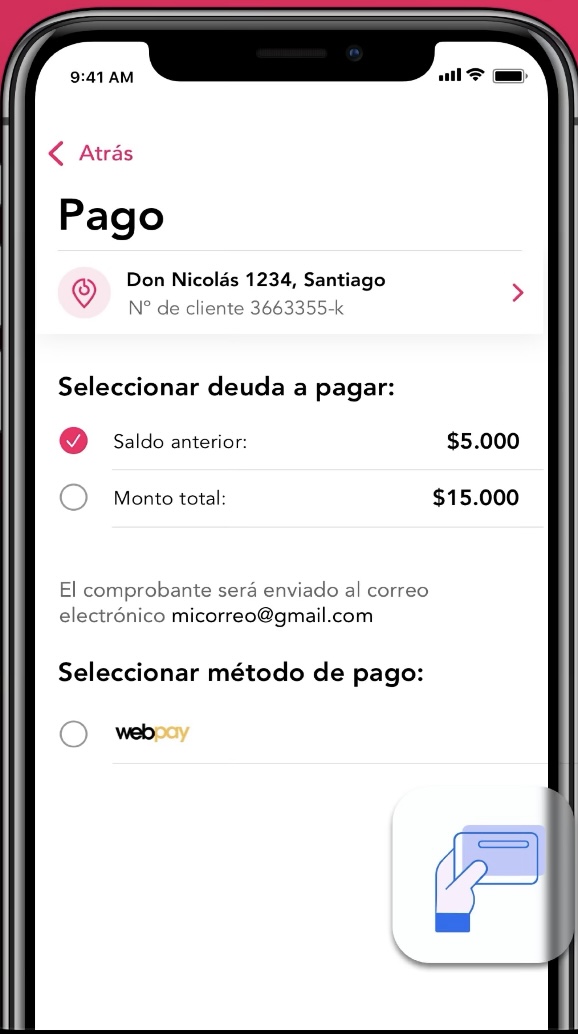 9:41 AM
Atrás
Pago
Don Nicolás 1234, Santiago
Nº de cliente 3663355-k
Seleccionar deuda a pagar:
Saldo anterior: $5.000
Monto total: $15.000
El comprobante será enviado al correo
electrónico micorreo@gmail.com
Seleccionar método de pago:
webpay